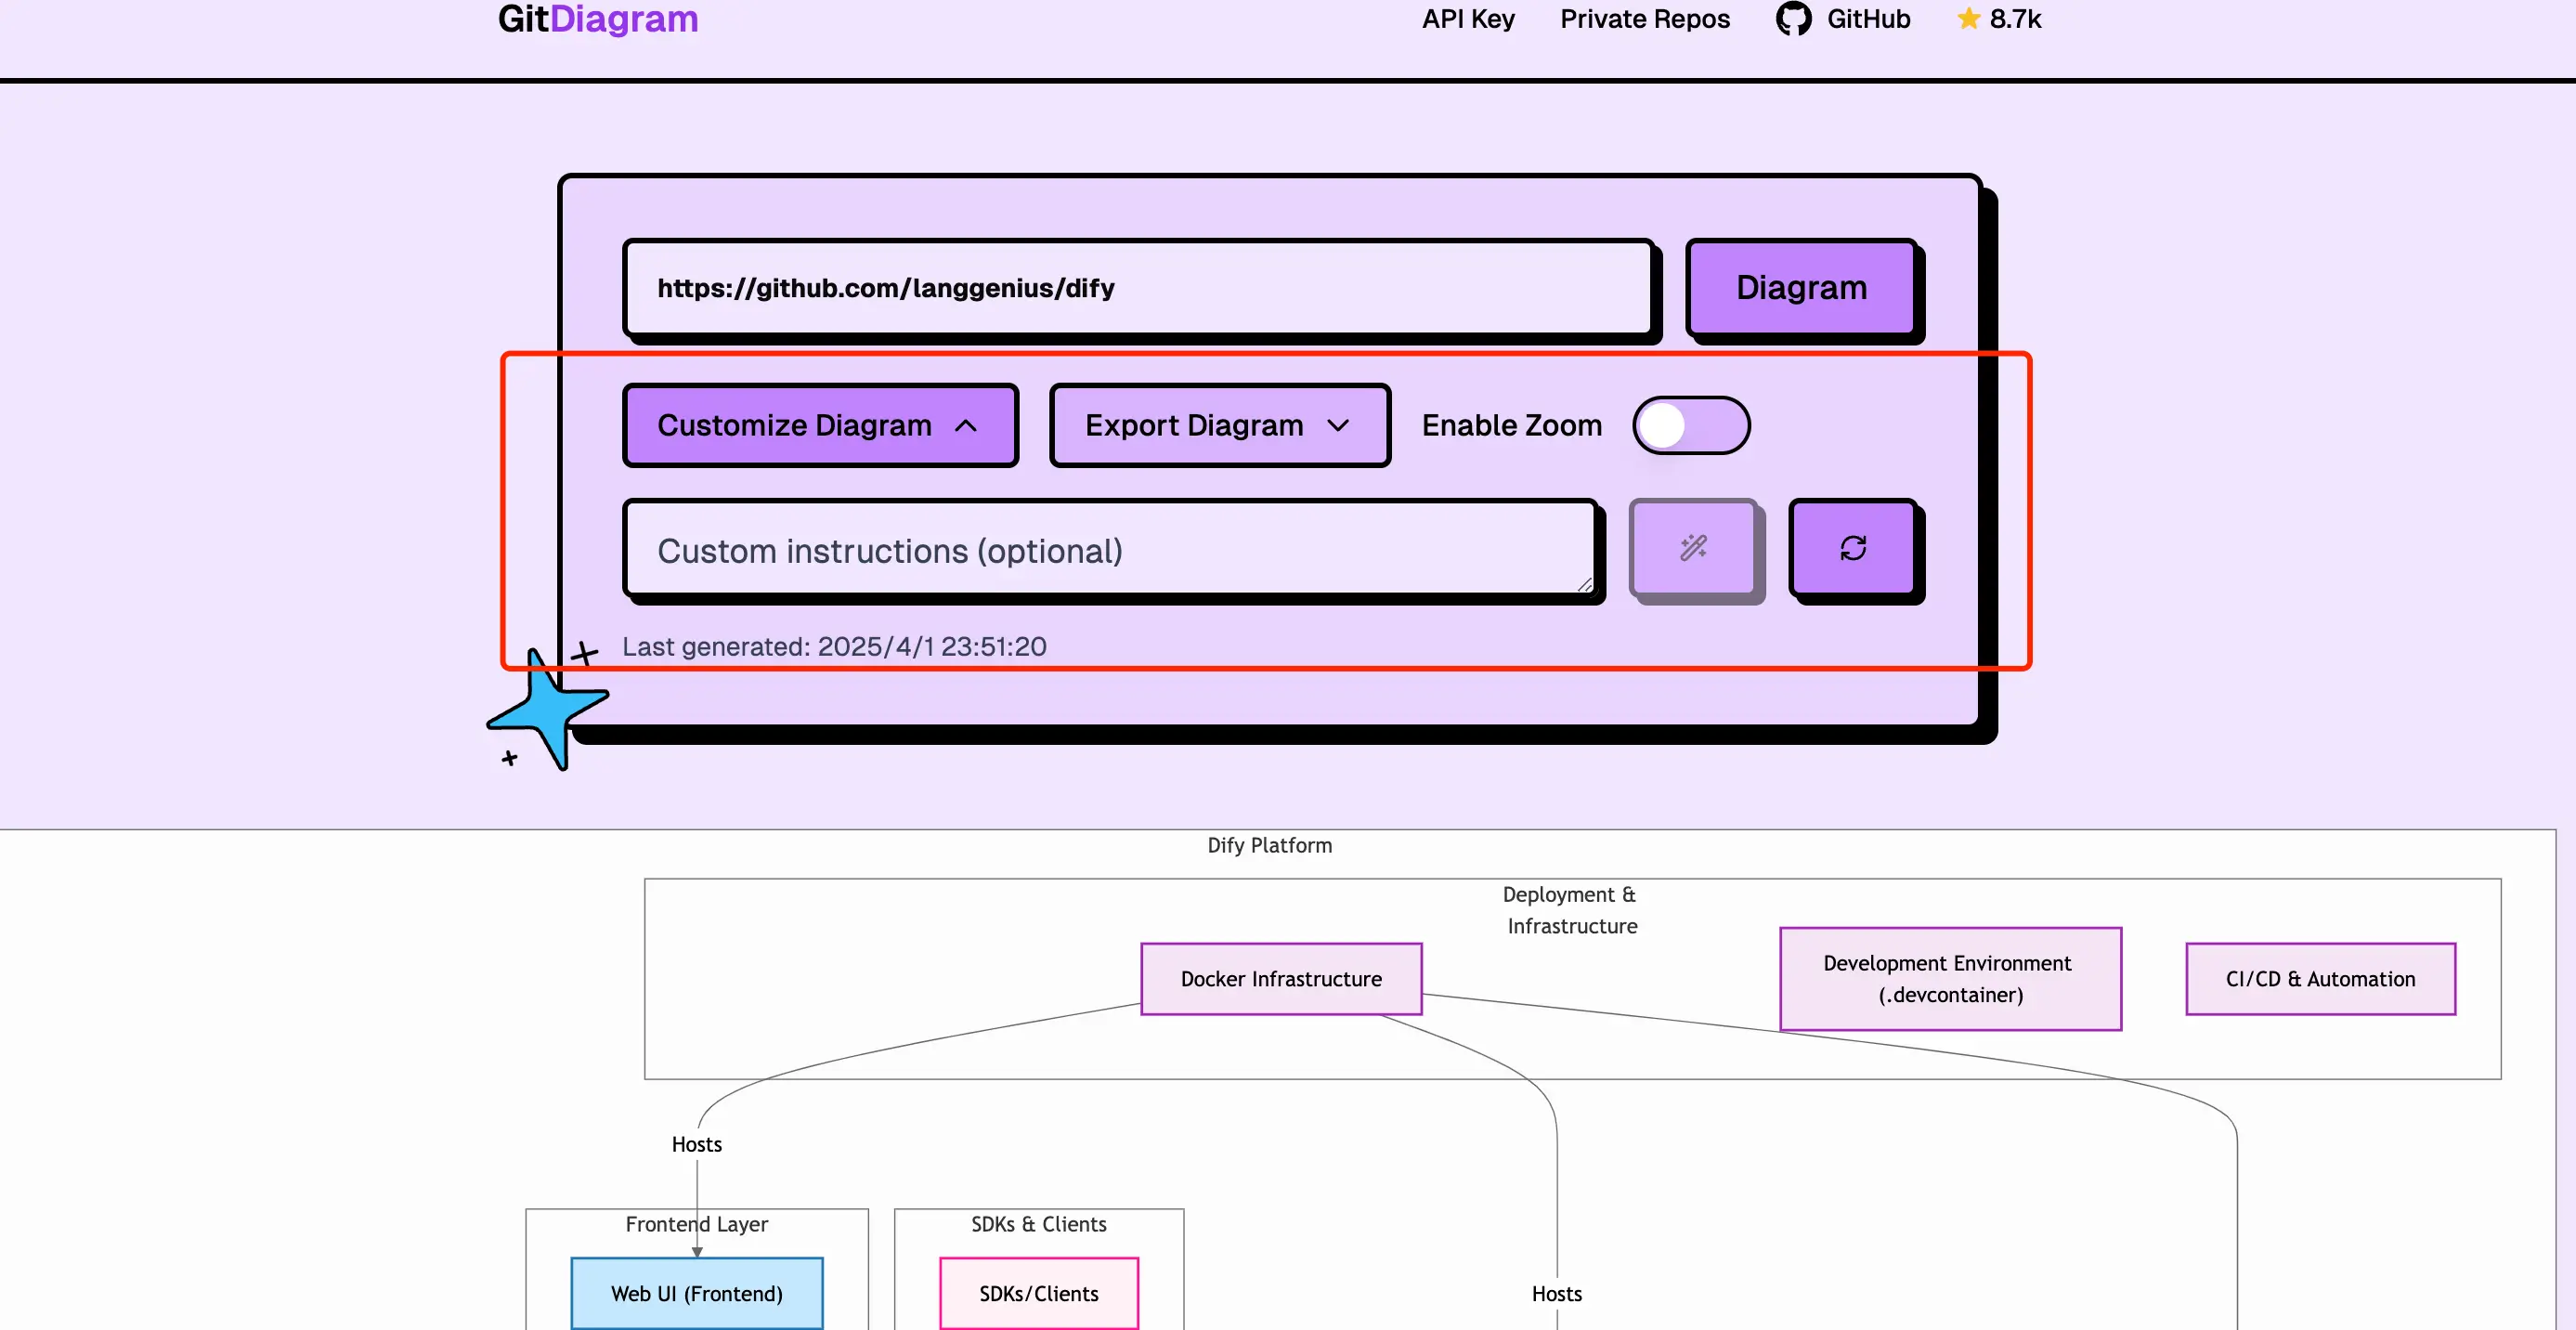 GitDiagram
API Key
Private Repos
GitHub
8.7k
https://github.com/langgenius/dify
Diagram
Customize Diagram
Export Diagram
Enable Zoom
Custom instructions (optional)
Last generated: 2025/4/1 23:51:20
Dify Platform
Deployment &
Infrastructure
Docker Infrastructure
Development Environment
(.devcontainer)
CI/CD & Automation
Hosts
Frontend Layer
SDKs & Clients
Web UI (Frontend)
SDKs/Clients
Hosts